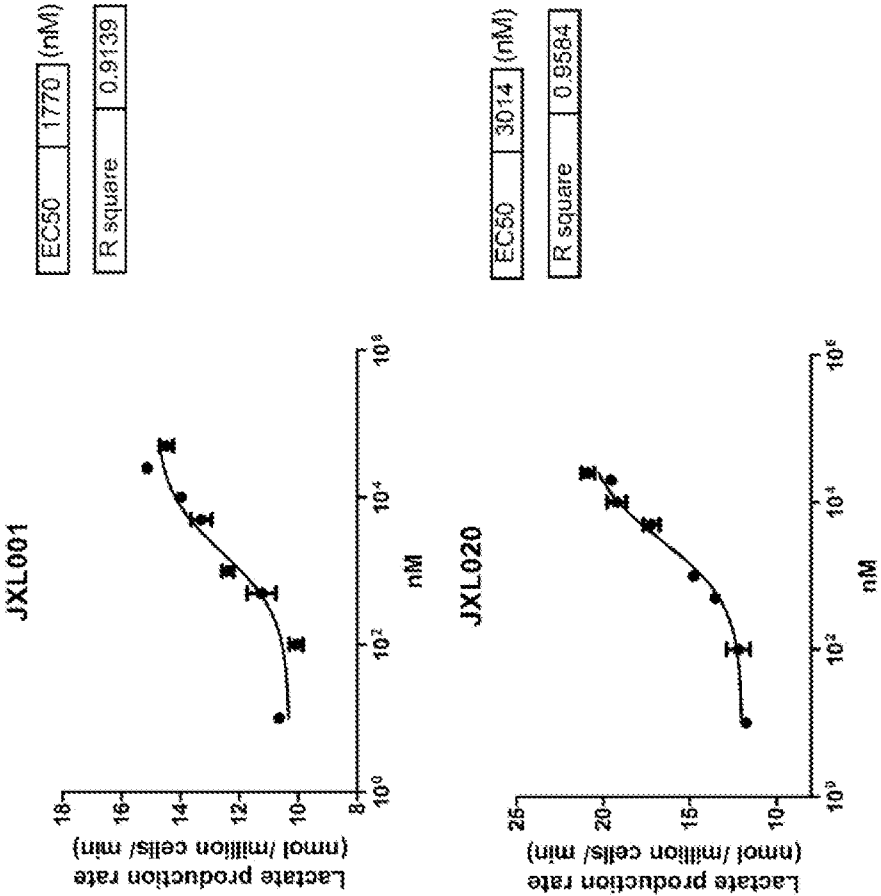 JXL001
Lactate production rate
(nmol /million cells/ min)
18
16
14
12
10
8
10⁰
10²
10⁴
10⁶
nM
EC50 1770 (nM)
R square 0.9139
JXL020
Lactate production rate
(nmol /million cells/ min)
25
20
15
10
10⁰
10²
10⁴
10⁶
nM
EC50 3014 (nM)
R square 0.9584